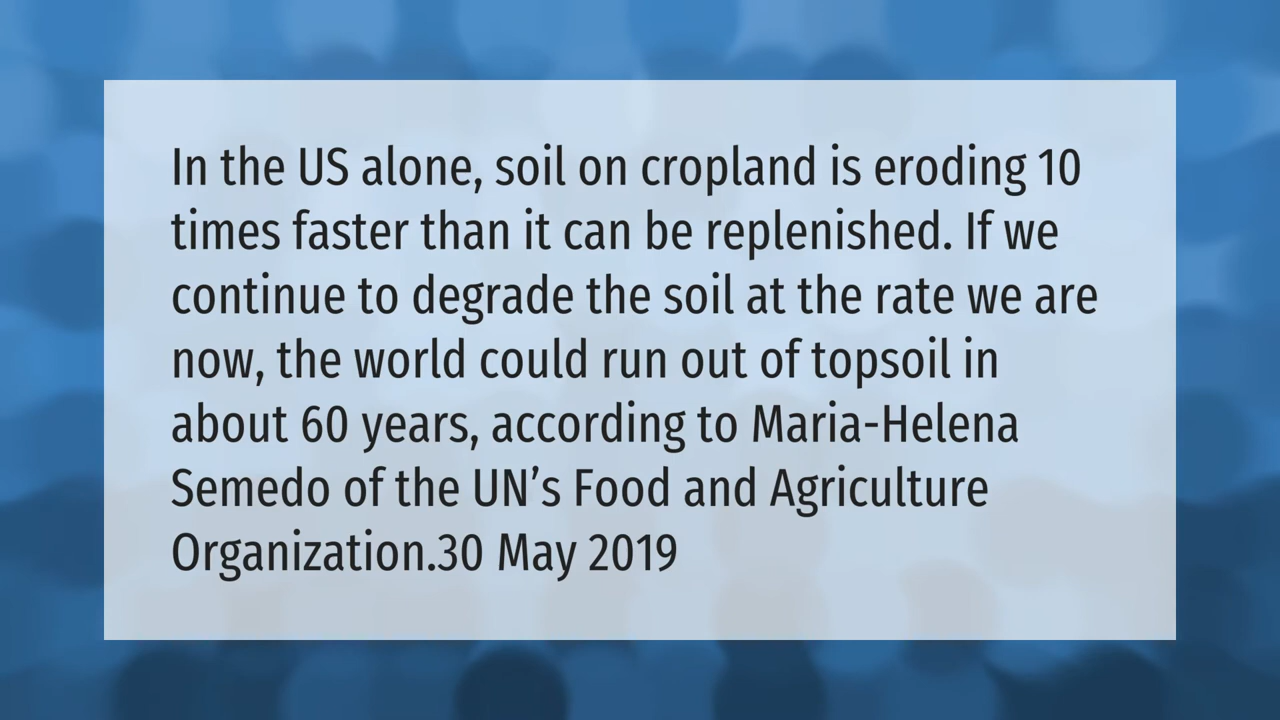 In the US alone, soil on cropland is eroding 10
times faster than it can be replenished. If we
continue to degrade the soil at the rate we are
now, the world could run out of topsoil in
about 60 years, according to Maria-Helena
Semedo of the UN’s Food and Agriculture
Organization.30 May 2019